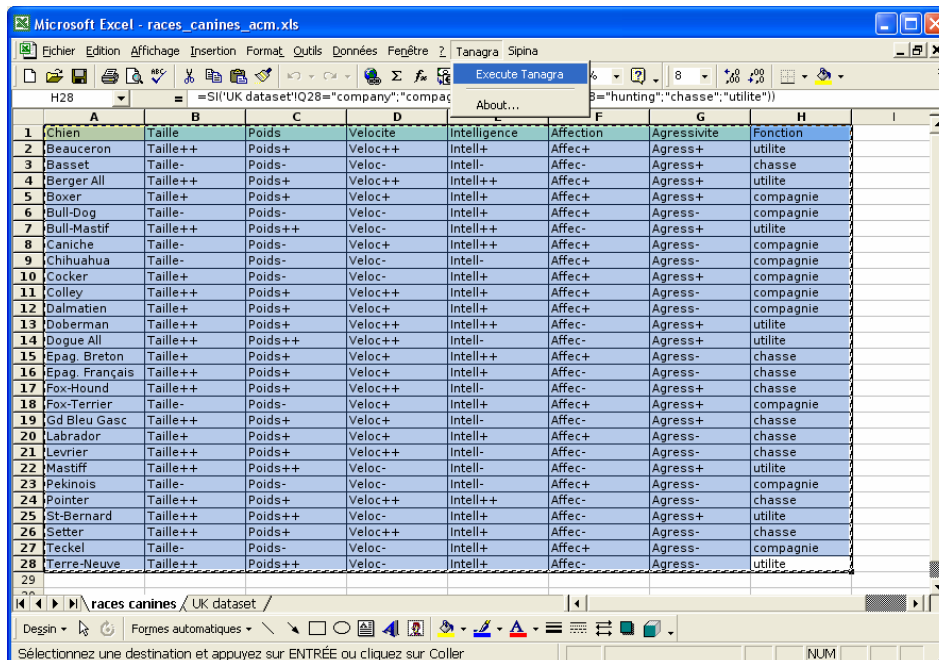 Microsoft Excel - races_canines_acm.xls
Fichier Edition Affichage Insertion Format Outils Données Fenêtre ? Tanagra Sipina
Execute Tanagra
About...
8
H28 = =SI('UK dataset'!Q28="company";"compag ="hunting";"chasse";"utilite"))
A B C D E F G H I
1 Chien Taille Poids Velocite Intelligence Affection Agressivite Fonction
2 Beauceron Taille++ Poids+ Veloc++ Intell+ Affec+ Agress+ utilite
3 Basset Taille- Poids- Veloc- Intell- Affec- Agress+ chasse
4 Berger All Taille++ Poids+ Veloc++ Intell++ Affec+ Agress+ utilite
5 Boxer Taille+ Poids+ Veloc+ Intell+ Affec+ Agress+ compagnie
6 Bull-Dog Taille- Poids- Veloc- Intell+ Affec+ Agress- compagnie
7 Bull-Mastif Taille++ Poids++ Veloc- Intell++ Affec- Agress+ utilite
8 Caniche Taille- Poids- Veloc+ Intell++ Affec+ Agress- compagnie
9 Chihuahua Taille- Poids- Veloc- Intell- Affec+ Agress- compagnie
10 Cocker Taille+ Poids- Veloc- Intell+ Affec+ Agress+ compagnie
11 Colley Taille++ Poids+ Veloc++ Intell+ Affec+ Agress- compagnie
12 Dalmatien Taille+ Poids+ Veloc+ Intell+ Affec+ Agress- compagnie
13 Doberman Taille++ Poids+ Veloc++ Intell++ Affec- Agress+ utilite
14 Dogue All Taille++ Poids++ Veloc++ Intell- Affec- Agress+ utilite
15 Epag. Breton Taille+ Poids+ Veloc+ Intell++ Affec+ Agress- chasse
16 Epag. Français Taille++ Poids+ Veloc+ Intell+ Affec- Agress- chasse
17 Fox-Hound Taille++ Poids+ Veloc++ Intell- Affec- Agress+ chasse
18 Fox-Terrier Taille- Poids- Veloc+ Intell+ Affec+ Agress+ compagnie
19 Gd Bleu Gasc Taille++ Poids+ Veloc+ Intell- Affec- Agress+ chasse
20 Labrador Taille+ Poids+ Veloc+ Intell+ Affec+ Agress- chasse
21 Levrier Taille++ Poids+ Veloc++ Intell- Affec- Agress- chasse
22 Mastiff Taille++ Poids++ Veloc- Intell- Affec- Agress+ utilite
23 Pekinois Taille- Poids- Veloc- Intell- Affec+ Agress- compagnie
24 Pointer Taille++ Poids+ Veloc++ Intell++ Affec- Agress- chasse
25 St-Bernard Taille++ Poids++ Veloc- Intell+ Affec- Agress+ utilite
26 Setter Taille++ Poids+ Veloc++ Intell+ Affec- Agress- chasse
27 Teckel Taille- Poids- Veloc- Intell+ Affec+ Agress- compagnie
28 Terre-Neuve Taille++ Poids++ Veloc- Intell+ Affec- Agress- utilite
29
races canines UK dataset
Dessin Formes automatiques
Sélectionnez une destination et appuyez sur ENTRÉE ou cliquez sur Coller NUM